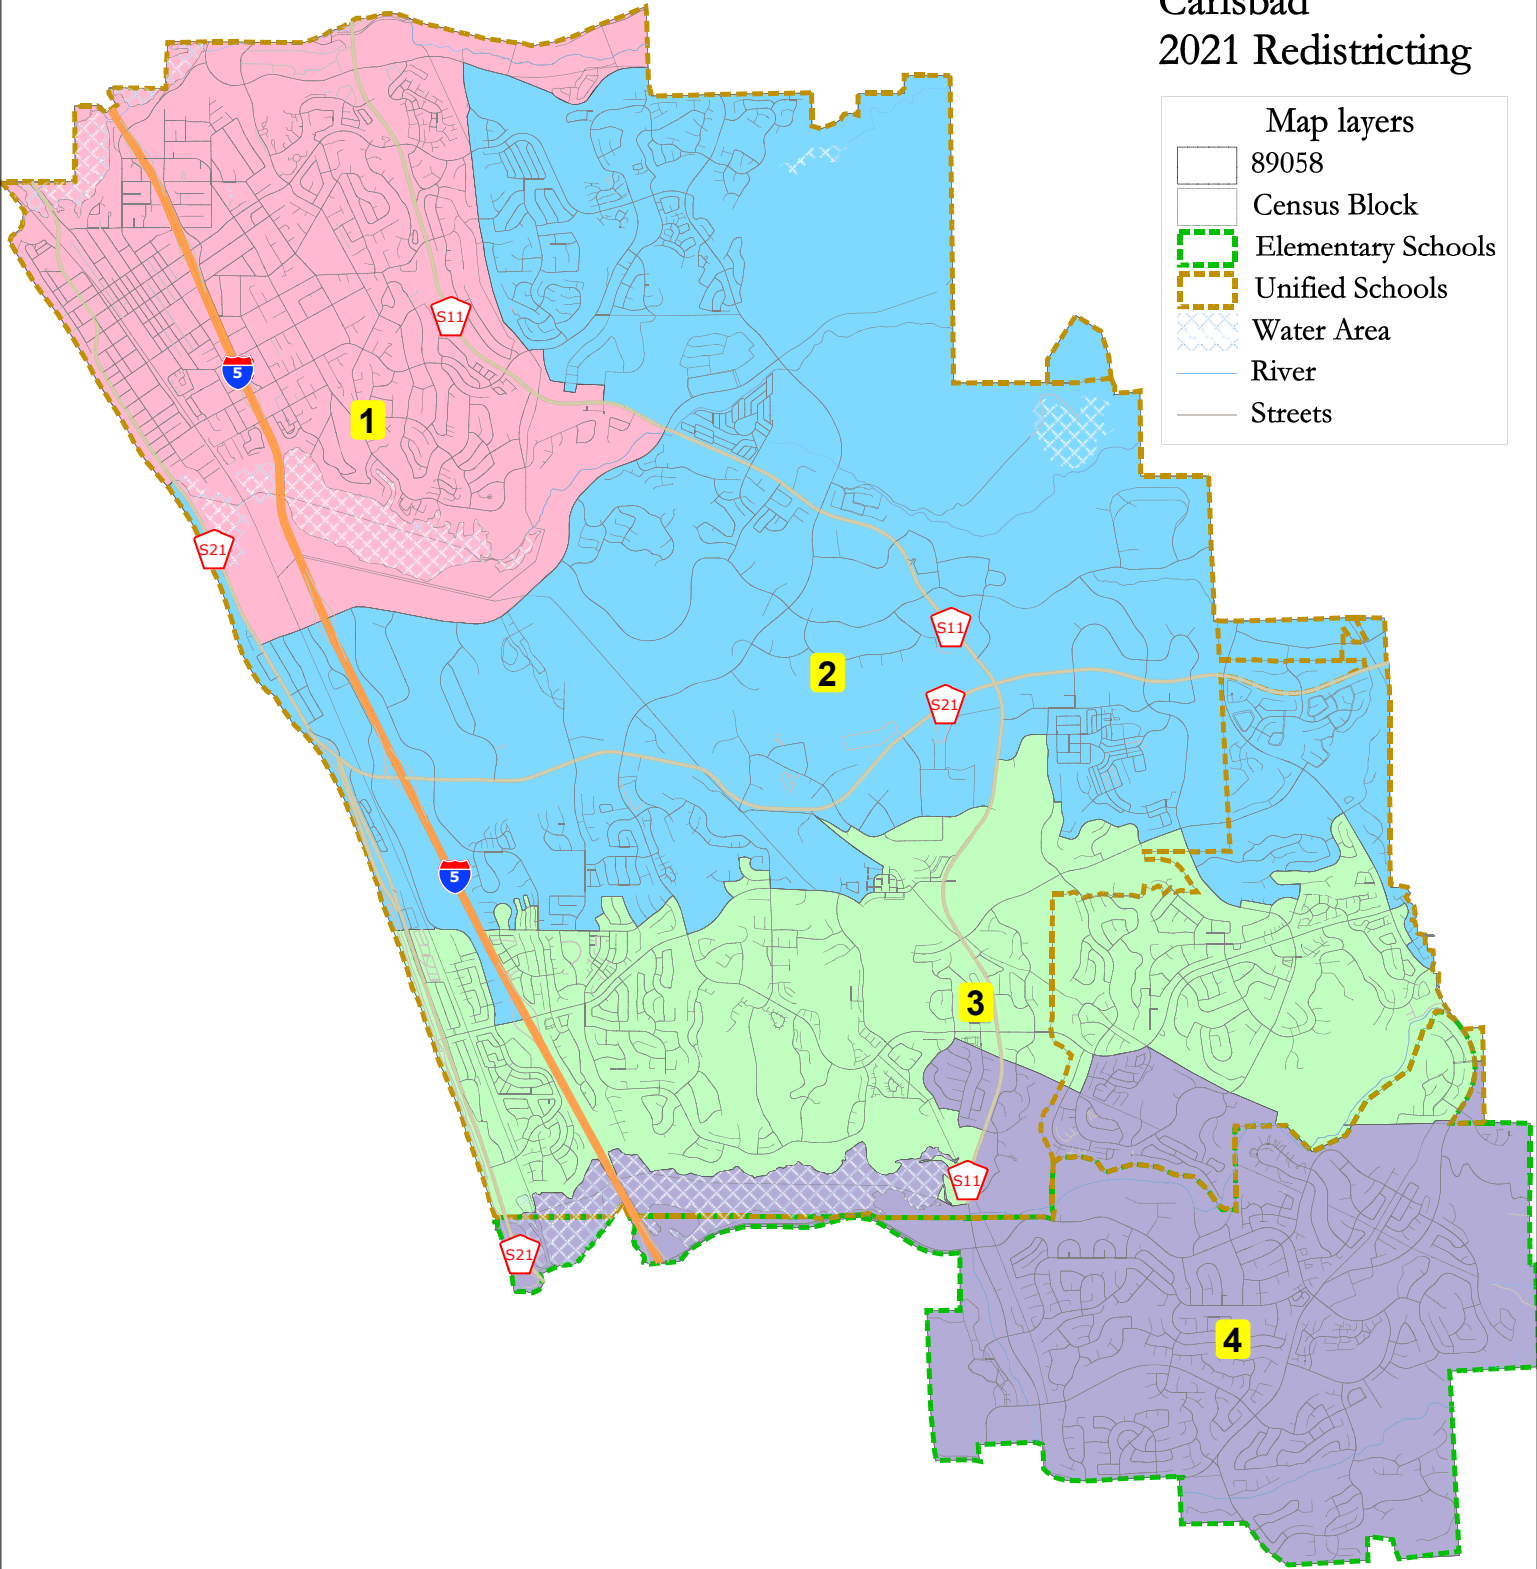 Carlsbad
2021 Redistricting
Map layers
89058
Census Block
Elementary Schools
Unified Schools
Water Area
River
Streets
S11
5
1
S21
S11
2
S21
5
3
S11
S21
4